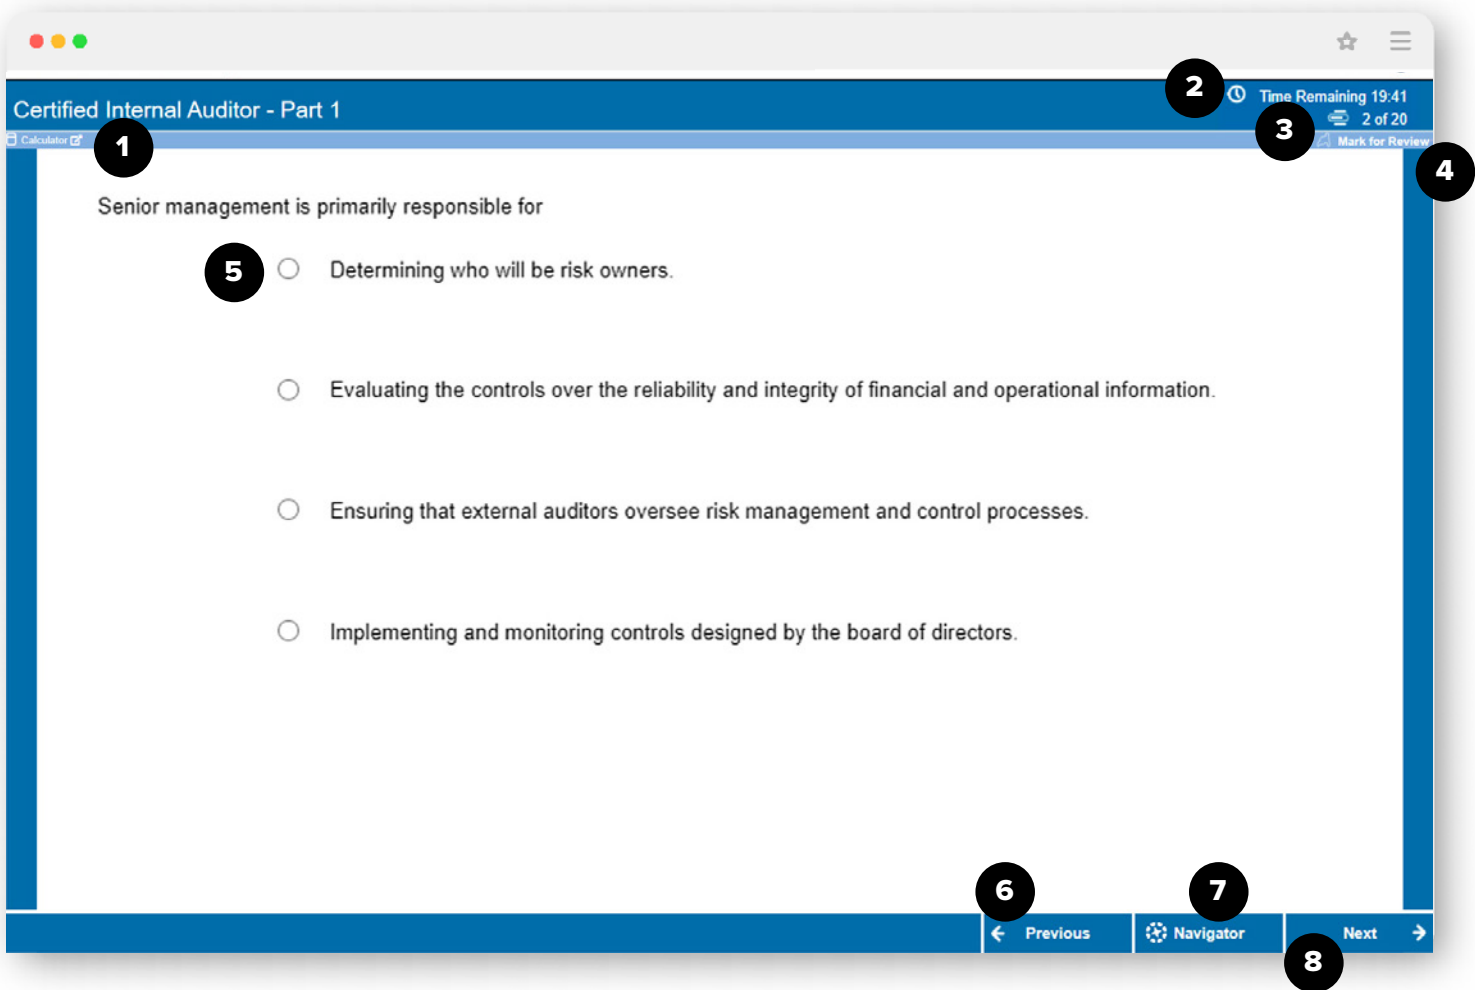 2
Time Remaining 19:41
Certified Internal Auditor - Part 1
3
2 of 20
Calculator
1
Mark for Review
4
Senior management is primarily responsible for
5
Determining who will be risk owners.
Evaluating the controls over the reliability and integrity of financial and operational information.
Ensuring that external auditors oversee risk management and control processes.
Implementing and monitoring controls designed by the board of directors.
6
7
Previous
Navigator
Next
8